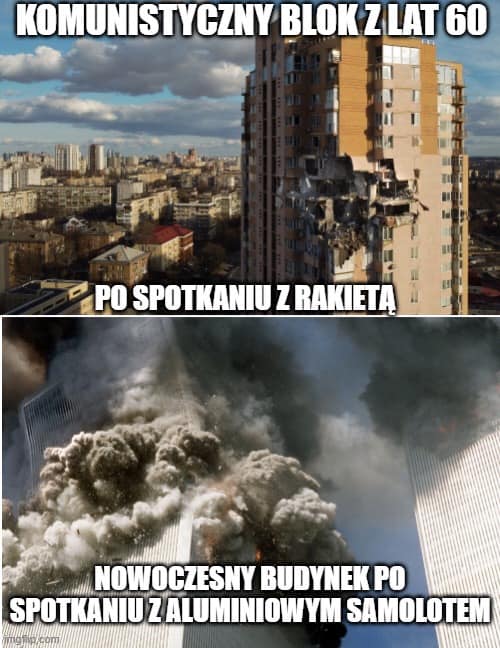 KOMUNISTYCZNY BLOK Z LAT 60
PO SPOTKANIU Z RAKIETĄ
NOWOCZESNY BUDYNEK PO
SPOTKANIU Z ALUMINIOWYM SAMOLOTEM
imgflip.com